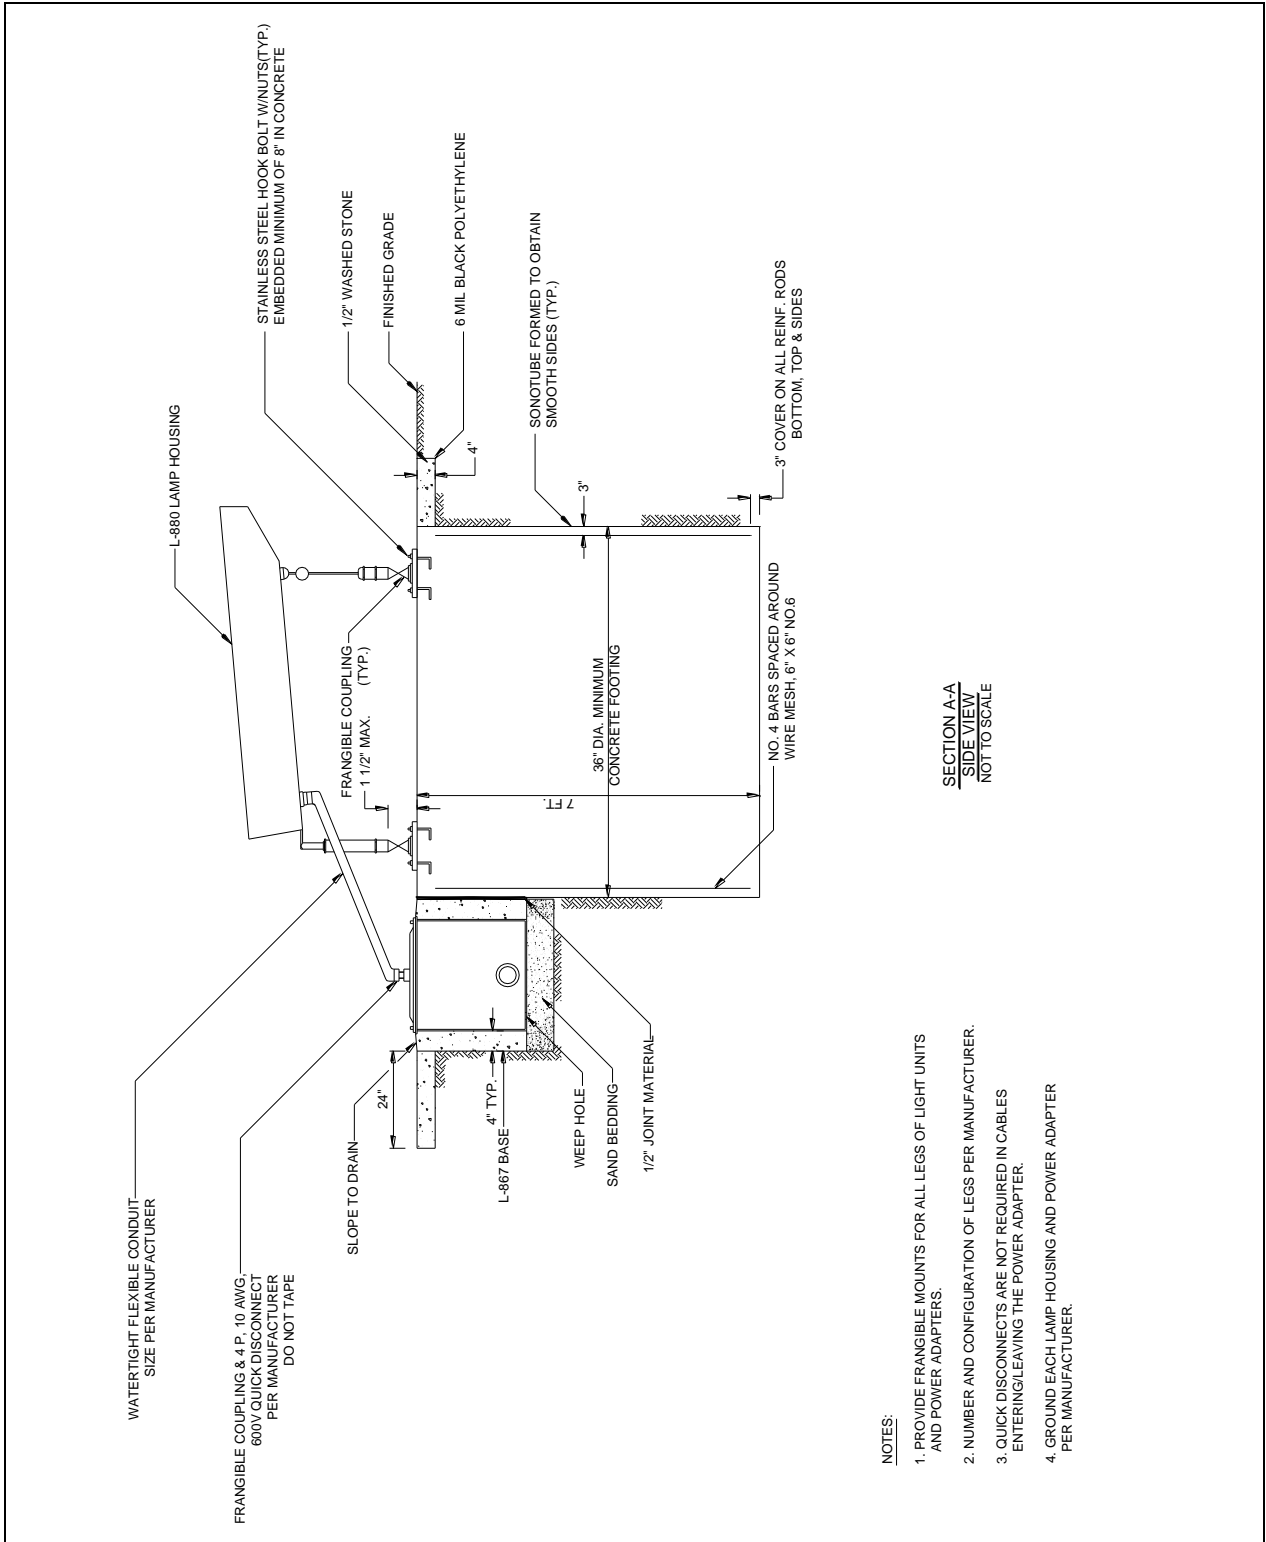 STAINLESS STEEL HOOK BOLT W/NUTS(TYP.)
EMBEDDED MINIMUM OF 8" IN CONCRETE
L-880 LAMP HOUSING
1/2" WASHED STONE
FINISHED GRADE
6 MIL BLACK POLYETHYLENE
4"
SONOTUBE FORMED TO OBTAIN
SMOOTH SIDES (TYP.)
3"
3" COVER ON ALL REINF. RODS
BOTTOM, TOP & SIDES
FRANGIBLE COUPLING
(TYP.)
1 1/2" MAX.
36" DIA. MINIMUM
CONCRETE FOOTING
7 FT.
NO. 4 BARS SPACED AROUND
WIRE MESH, 6" X 6" NO.6
WATERTIGHT FLEXIBLE CONDUIT
SIZE PER MANUFACTURER
FRANGIBLE COUPLING & 4 P, 10 AWG,
600V QUICK DISCONNECT
PER MANUFACTURER
DO NOT TAPE
SLOPE TO DRAIN
24"
4" TYP.
L-867 BASE
WEEP HOLE
SAND BEDDING
1/2" JOINT MATERIAL
SECTION A-A
SIDE VIEW
NOT TO SCALE
NOTES:
1. PROVIDE FRANGIBLE MOUNTS FOR ALL LEGS OF LIGHT UNITS
AND POWER ADAPTERS.
2. NUMBER AND CONFIGURATION OF LEGS PER MANUFACTURER.
3. QUICK DISCONNECTS ARE NOT REQUIRED IN CABLES
ENTERING/LEAVING THE POWER ADAPTER.
4. GROUND EACH LAMP HOUSING AND POWER ADAPTER
PER MANUFACTURER.